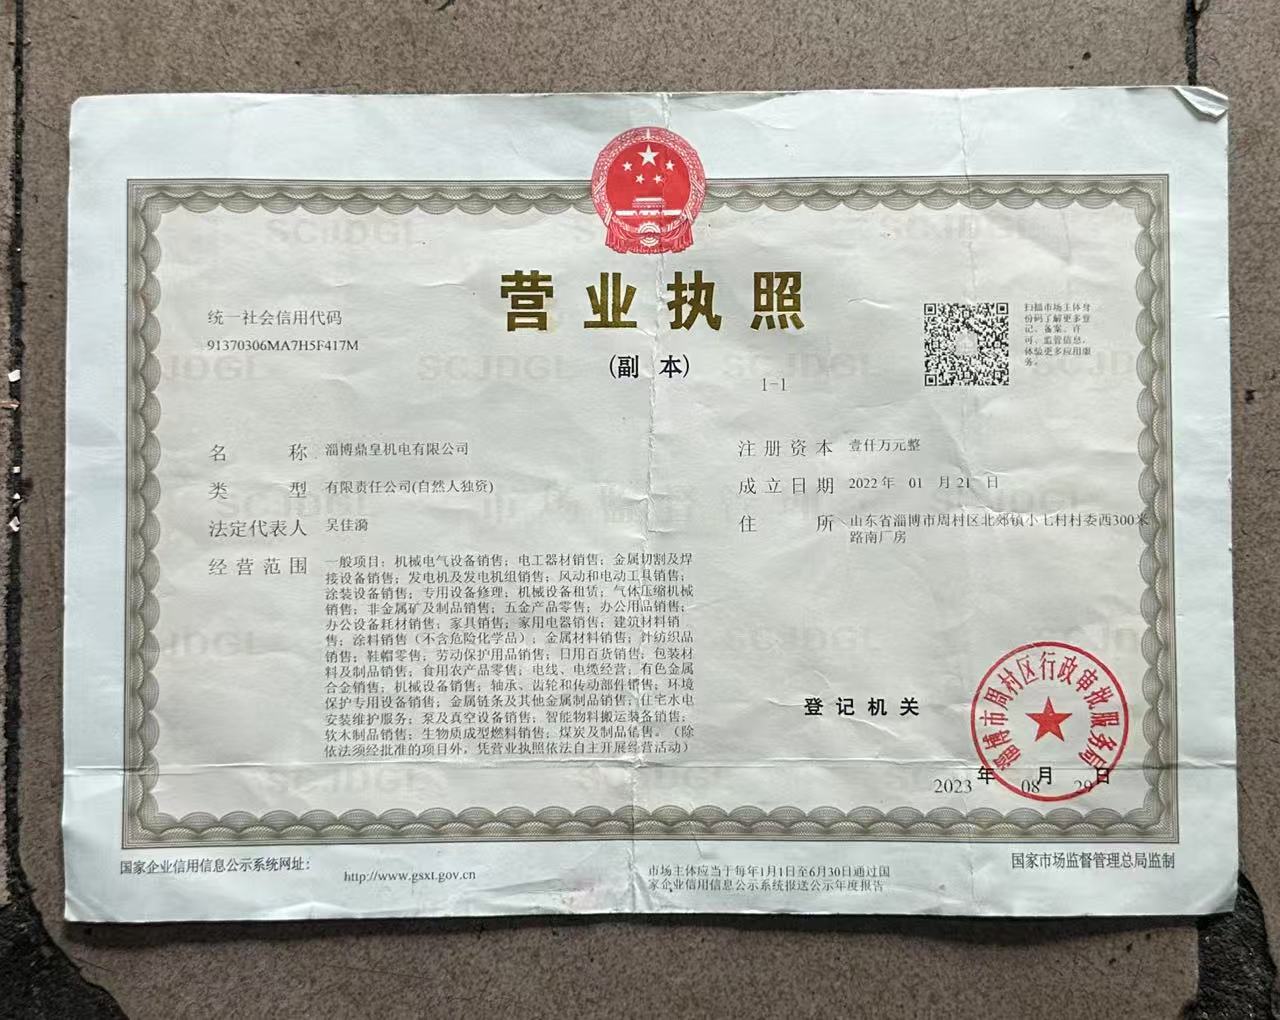 营业执照
(副 本)
1-1
统一社会信用代码
91370306MA7H5F417M
扫描市场主体身
份码了解更多登
记、备案、许
可、监管信息,
体验更多应用服
务。
名 称 淄博鼎皇机电有限公司
类 型 有限责任公司(自然人独资)
法定代表人 吴佳漪
经营范围 一般项目:机械电气设备销售;电工器材销售;金属切割及焊
接设备销售;发电机及发电机组销售;风动和电动工具销售;
涂装设备销售;专用设备修理;机械设备租赁;气体压缩机械
销售;非金属矿及制品销售;五金产品零售;办公用品销售;
办公设备耗材销售;家具销售;家用电器销售;建筑材料销
售;涂料销售(不含危险化学品);金属材料销售;针纺织品
销售;鞋帽零售;劳动保护用品销售;日用百货销售;包装材
料及制品销售;食用农产品零售;电线、电缆经营;有色金属
合金销售;机械设备销售;轴承、齿轮和传动部件销售;环境
保护专用设备销售;金属链条及其他金属制品销售;住宅水电
安装维护服务;泵及真空设备销售;智能物料搬运装备销售;
软木制品销售;生物质成型燃料销售;煤炭及制品销售。(除
依法须经批准的项目外,凭营业执照依法自主开展经营活动)
注册资本 壹仟万元整
成立日期 2022年 01 月 21 日
住 所 山东省淄博市周村区北郊镇小七村村委西300米
路南厂房
登记机关
淄博市周村区行政审批服务局
2023 年 08 月 29 日
国家企业信用信息公示系统网址:
http://www.gsxt.gov.cn
市场主体应当于每年1月1日至6月30日通过国
家企业信用信息公示系统报送公示年度报告
国家市场监督管理总局监制
SCJDGL